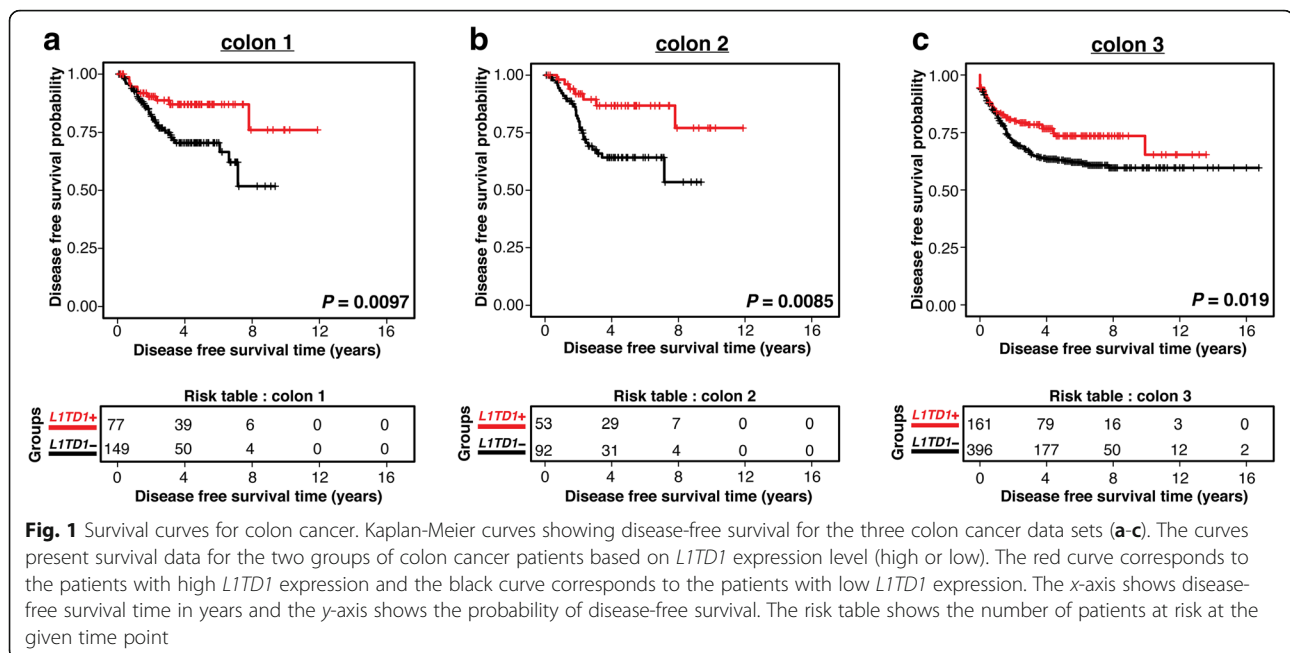 a colon 1
Disease free survival probability
1.00
0.75
0.50
0.25
0.00
P = 0.0097
0 4 8 12 16
Disease free survival time (years)
Risk table : colon 1
Groups
L1TD1+ 77 39 6 0 0
L1TD1− 149 50 4 0 0
0 4 8 12 16
Disease free survival time (years)
b colon 2
Disease free survival probability
1.00
0.75
0.50
0.25
0.00
P = 0.0085
0 4 8 12 16
Disease free survival time (years)
Risk table : colon 2
Groups
L1TD1+ 53 29 7 0 0
L1TD1− 92 31 4 0 0
0 4 8 12 16
Disease free survival time (years)
c colon 3
Disease free survival probability
1.00
0.75
0.50
0.25
0.00
P = 0.019
0 4 8 12 16
Disease free survival time (years)
Risk table : colon 3
Groups
L1TD1+ 161 79 16 3 0
L1TD1− 396 177 50 12 2
0 4 8 12 16
Disease free survival time (years)
Fig. 1 Survival curves for colon cancer. Kaplan-Meier curves showing disease-free survival for the three colon cancer data sets (a-c). The curves
present survival data for the two groups of colon cancer patients based on L1TD1 expression level (high or low). The red curve corresponds to
the patients with high L1TD1 expression and the black curve corresponds to the patients with low L1TD1 expression. The x-axis shows disease-
free survival time in years and the y-axis shows the probability of disease-free survival. The risk table shows the number of patients at risk at the
given time point